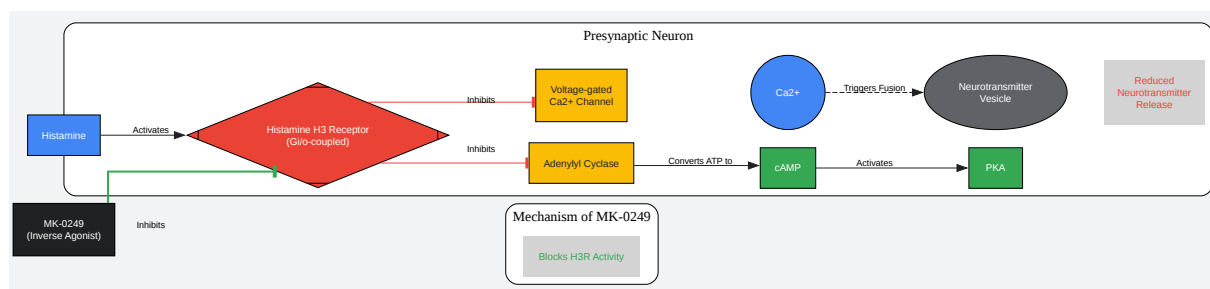 Presynaptic Neuron
Histamine
Activates
Histamine H3 Receptor
(Gi/o-coupled)
Inhibits
Voltage-gated
Ca2+ Channel
Inhibits
Adenylyl Cyclase
Converts ATP to
cAMP
Activates
PKA
Ca2+
Triggers Fusion
Neurotransmitter
Vesicle
Reduced
Neurotransmitter
Release
MK-0249
(Inverse Agonist)
Inhibits
Mechanism of MK-0249
Blocks H3R Activity